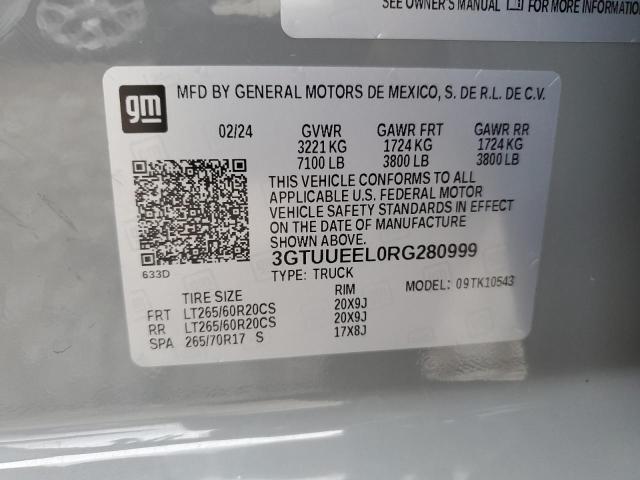 SEE OWNER'S MANUAL FOR MORE INFORMATION
gm
MFD BY GENERAL MOTORS DE MEXICO, S. DE R.L. DE C.V.
02/24 GVWR GAWR FRT GAWR RR
3221 KG 1724 KG 1724 KG
7100 LB 3800 LB 3800 LB
THIS VEHICLE CONFORMS TO ALL
APPLICABLE U.S. FEDERAL MOTOR
VEHICLE SAFETY STANDARDS IN EFFECT
ON THE DATE OF MANUFACTURE
SHOWN ABOVE.
3GTUUEEL0RG280999
633D
TYPE: TRUCK MODEL: 09TK10543
TIRE SIZE RIM
FRT LT265/60R20CS 20X9J
RR LT265/60R20CS 20X9J
SPA 265/70R17 S 17X8J